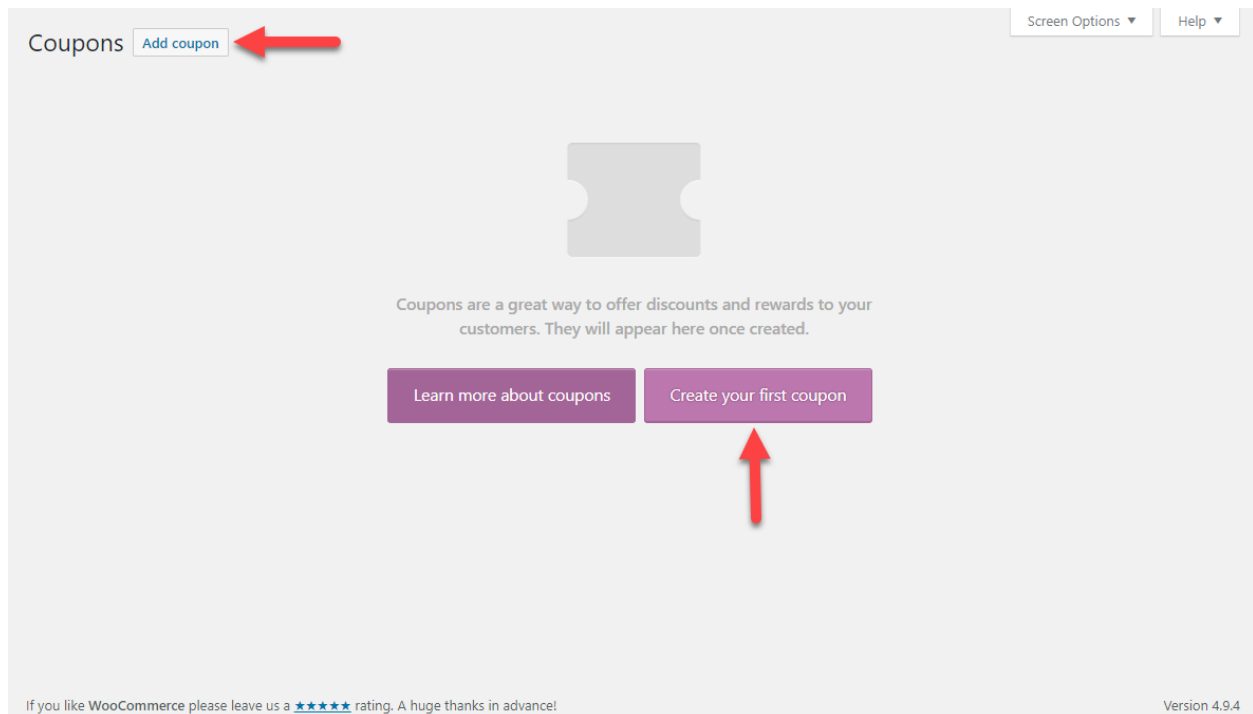 Coupons Add coupon
Screen Options ▼ Help ▼
Coupons are a great way to offer discounts and rewards to your
customers. They will appear here once created.
Learn more about coupons Create your first coupon
If you like WooCommerce please leave us a ★★★★★ rating. A huge thanks in advance! Version 4.9.4